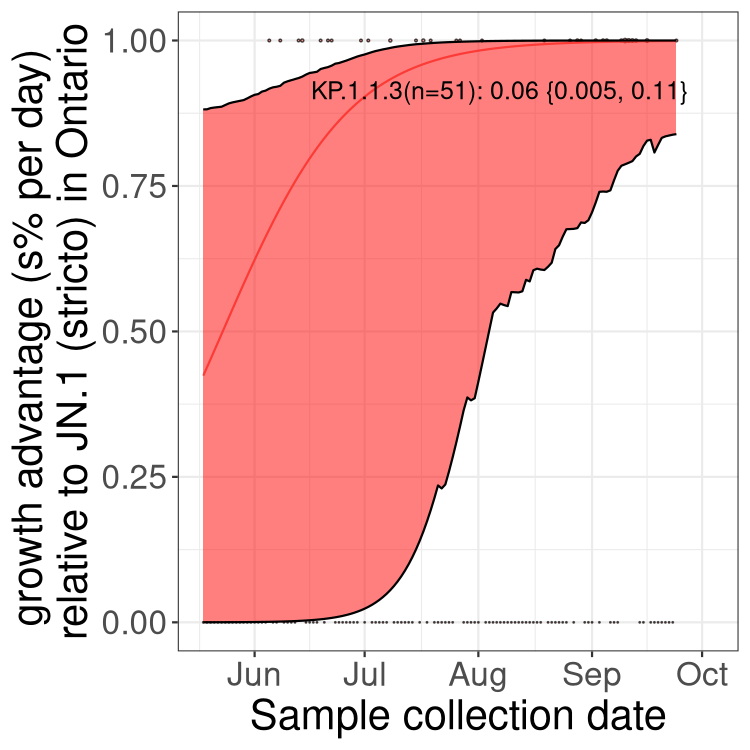 growth advantage (s% per day)
relative to JN.1 (stricto) in Ontario
1.00
0.75
0.50
0.25
0.00
KP.1.1.3(n=51): 0.06 {0.005, 0.11}
Jun Jul Aug Sep Oct
Sample collection date